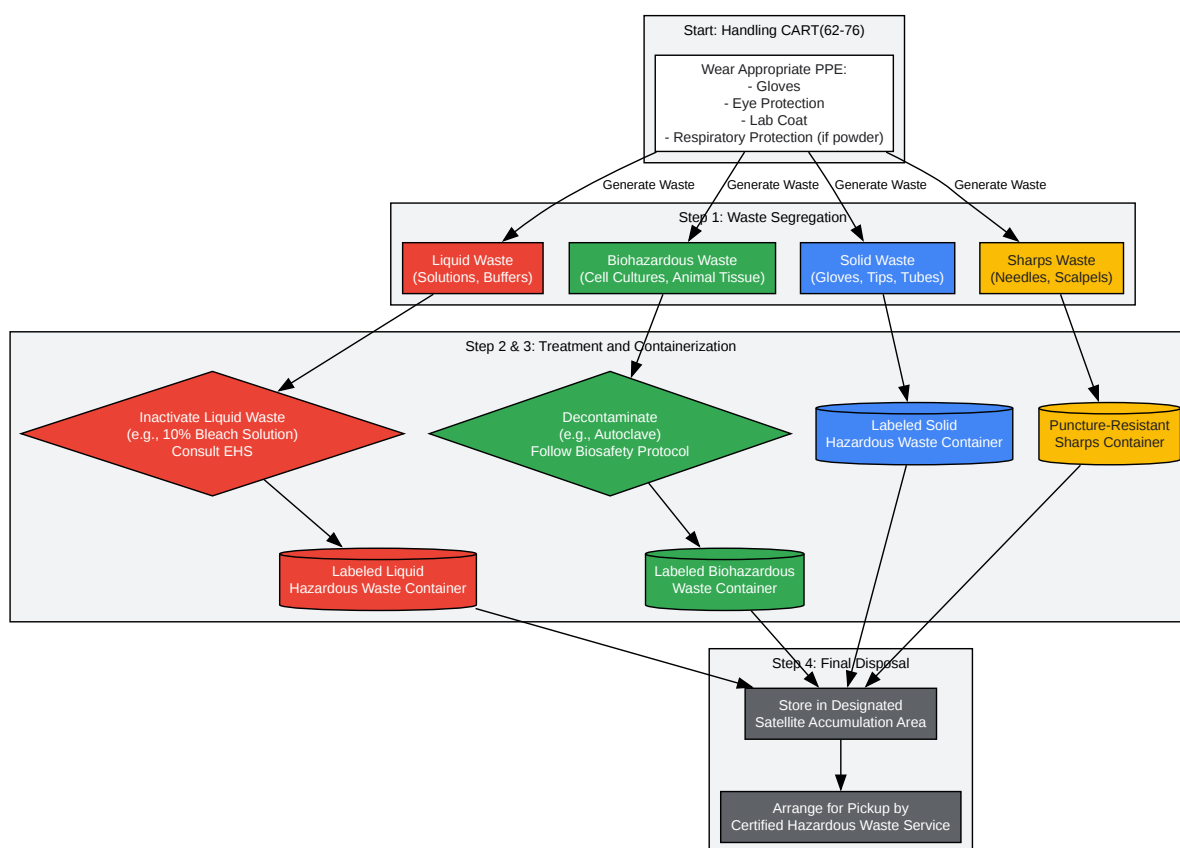 Start: Handling CART(62-76)
Wear Appropriate PPE:
- Gloves
- Eye Protection
- Lab Coat
- Respiratory Protection (if powder)
Generate Waste
Generate Waste
Generate Waste
Generate Waste
Step 1: Waste Segregation
Liquid Waste
(Solutions, Buffers)
Biohazardous Waste
(Cell Cultures, Animal Tissue)
Solid Waste
(Gloves, Tips, Tubes)
Sharps Waste
(Needles, Scalpels)
Step 2 & 3: Treatment and Containerization
Inactivate Liquid Waste
(e.g., 10% Bleach Solution)
Consult EHS
Decontaminate
(e.g., Autoclave)
Follow Biosafety Protocol
Labeled Solid
Hazardous Waste Container
Puncture-Resistant
Sharps Container
Labeled Liquid
Hazardous Waste Container
Labeled Biohazardous
Waste Container
Step 4: Final Disposal
Store in Designated
Satellite Accumulation Area
Arrange for Pickup by
Certified Hazardous Waste Service